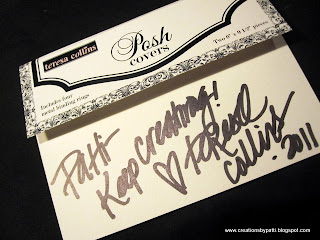 teresa collins
Posh
covers
Two 6" x 9 1/2" pieces
Includes four
metal binding rings
Patti
Keep Creating!
♡ teresa
Collins
2011
www.creationsbypatti.blogspot.com